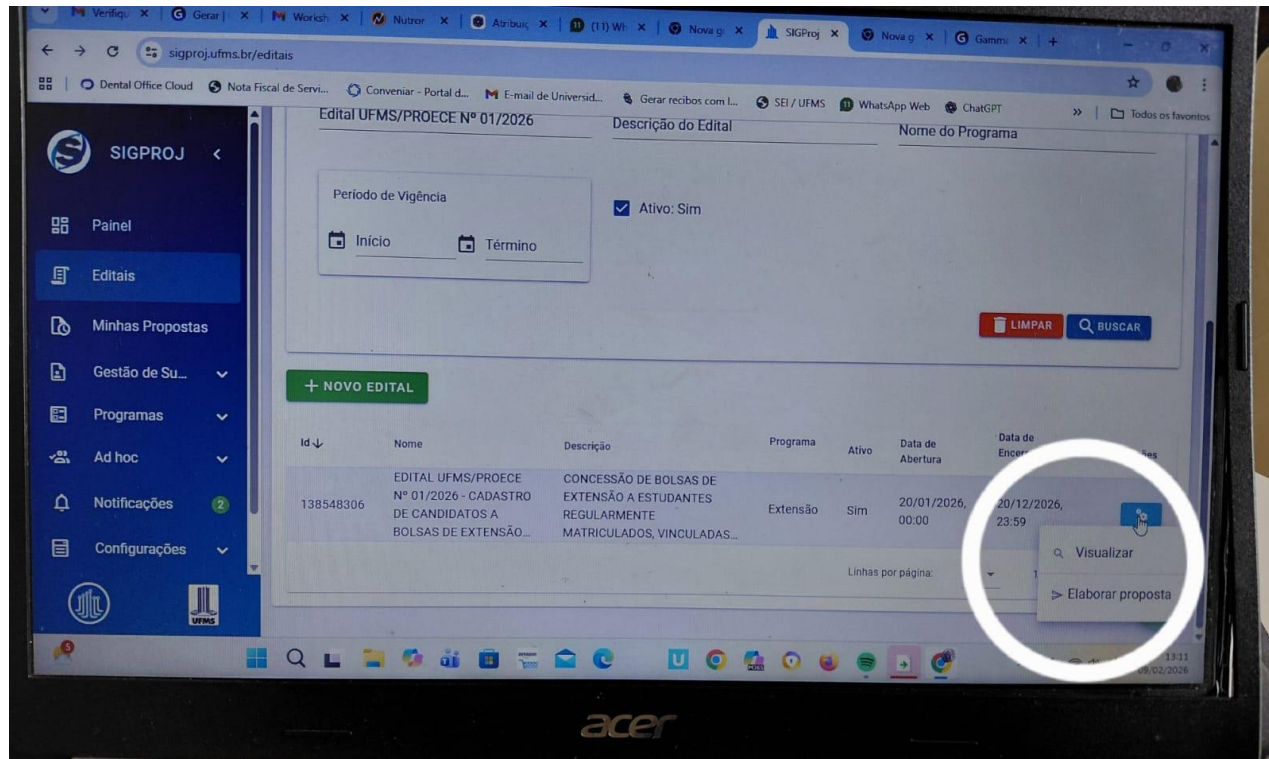 Verifiqu
Gerar
Worksh
Nutror
Atribuiç
(11) Wh
Nova g
SIGProj
Nova g
Gamma
sigproj.ufms.br/editais
Dental Office Cloud
Nota Fiscal de Servi...
Conveniar - Portal d...
E-mail de Universid...
Gerar recibos com I...
SEI / UFMS
WhatsApp Web
ChatGPT
»
Todos os favoritos
SIGPROJ
Painel
Editais
Minhas Propostas
Gestão de Su...
Programas
Ad hoc
Notificações 2
Configurações
UFMS
Edital UFMS/PROECE Nº 01/2026
Descrição do Edital
Nome do Programa
Período de Vigência
Início
Término
Ativo: Sim
LIMPAR
BUSCAR
+ NOVO EDITAL
Id Nome Descrição Programa Ativo
Data de
Abertura
Data de
138548306
EDITAL UFMS/PROECE
Nº 01/2026 - CADASTRO
DE CANDIDATOS A
BOLSAS DE EXTENSÃO...
CONCESSÃO DE BOLSAS DE
EXTENSÃO A ESTUDANTES
REGULARMENTE
MATRICULADOS, VINCULADAS...
Extensão
Sim
20/01/2026,
00:00
20/12/2026,
23:59
Visualizar
Elaborar proposta
Linhas por página:
5
13:11
09/02/2026
acer